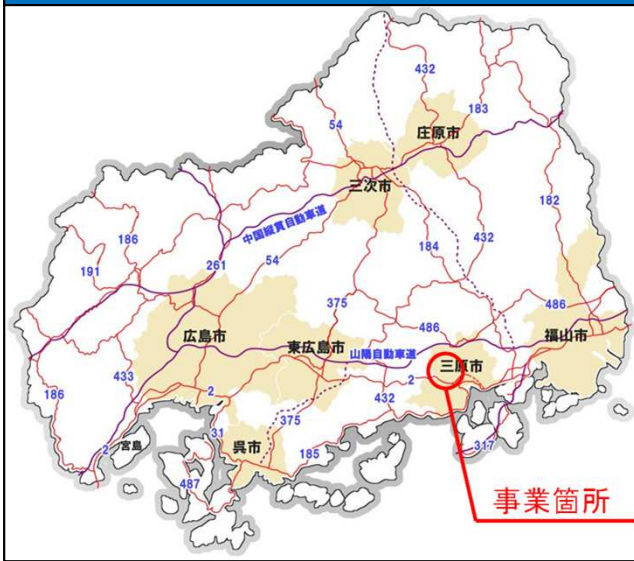 432
183
54
庄原市
三次市
182
中国縦貫自動車道
186
184
432
191
261
54
375
486
486
広島市
東広島市
山陽自動車道
福山市
三原市
433
2
2
186
432
375
31
呉市
185
317
2
宮島
487
事業箇所